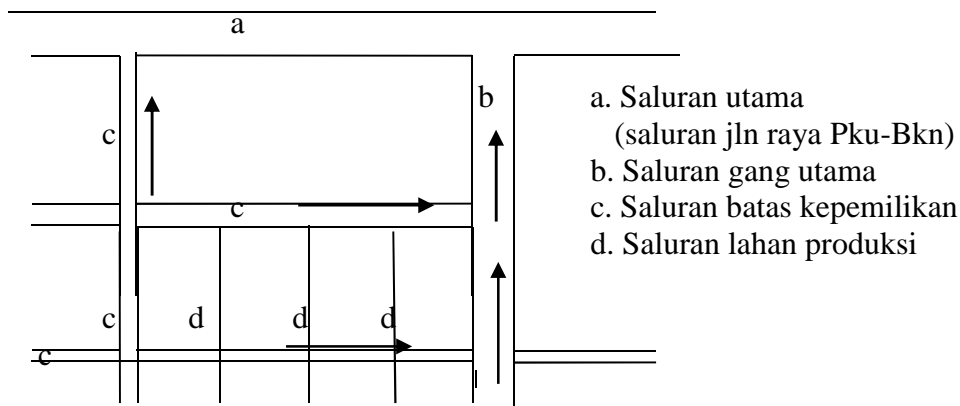 a
b
c
c
c
d
d
d
c
a. Saluran utama
(saluran jln raya Pku-Bkn)
b. Saluran gang utama
c. Saluran batas kepemilikan
d. Saluran lahan produksi
c